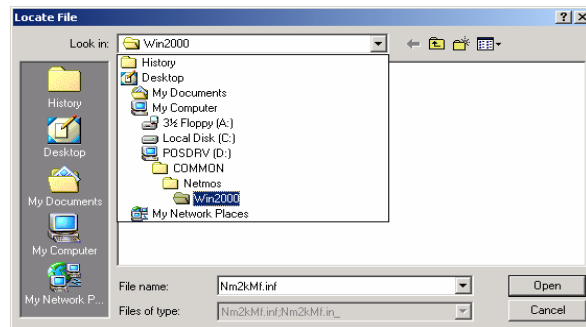 Locate File
Look in:
Win2000
History
Desktop
My Documents
My Computer
3½ Floppy (A:)
Local Disk (C:)
POSDRV (D:)
COMMON
Netmos
Win2000
My Network Places
History
Desktop
My Documents
My Computer
My Network P...
File name:
Nm2kMf.inf
Open
Files of type:
Nm2kMf.inf;Nm2kMf.in_
Cancel